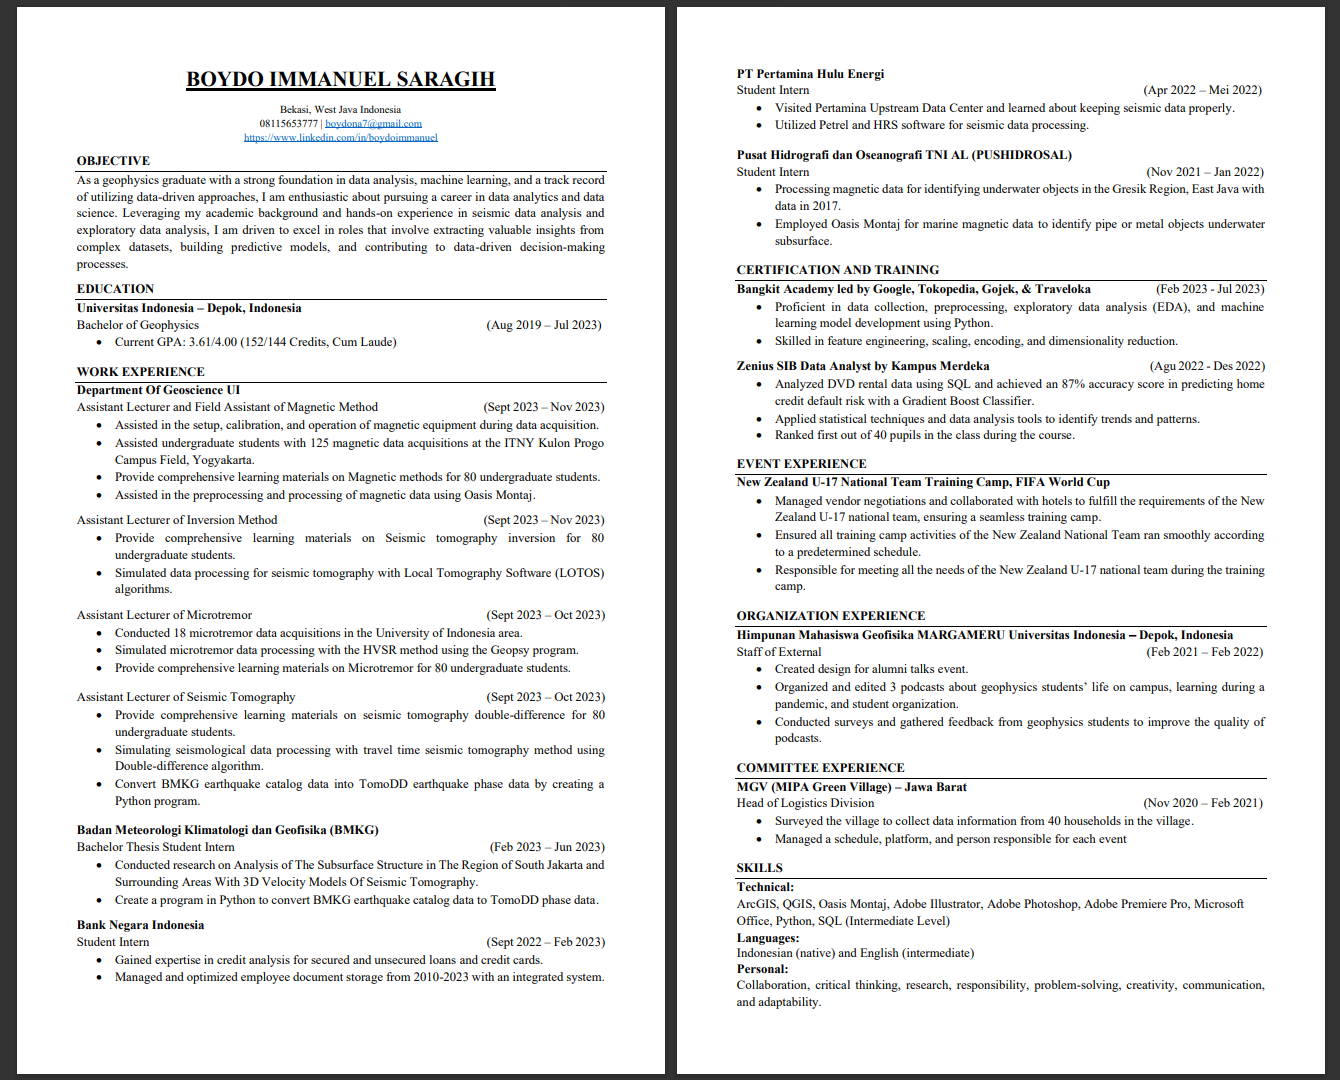 BOYDO IMMANUEL SARAGIH
Bekasi, West Java Indonesia
08115653777 | boydona7@gmail.com
https://www.linkedin.com/in/boydoimmanuel
OBJECTIVE
As a geophysics graduate with a strong foundation in data analysis, machine learning, and a track record
of utilizing data-driven approaches, I am enthusiastic about pursuing a career in data analytics and data
science. Leveraging my academic background and hands-on experience in seismic data analysis and
exploratory data analysis, I am driven to excel in roles that involve extracting valuable insights from
complex datasets, building predictive models, and contributing to data-driven decision-making
processes.
EDUCATION
Universitas Indonesia – Depok, Indonesia
Bachelor of Geophysics (Aug 2019 – Jul 2023)
• Current GPA: 3.61/4.00 (152/144 Credits, Cum Laude)
WORK EXPERIENCE
Department Of Geoscience UI
Assistant Lecturer and Field Assistant of Magnetic Method (Sept 2023 – Nov 2023)
• Assisted in the setup, calibration, and operation of magnetic equipment during data acquisition.
• Assisted undergraduate students with 125 magnetic data acquisitions at the ITNY Kulon Progo
Campus Field, Yogyakarta.
• Provide comprehensive learning materials on Magnetic methods for 80 undergraduate students.
• Assisted in the preprocessing and processing of magnetic data using Oasis Montaj.
Assistant Lecturer of Inversion Method (Sept 2023 – Nov 2023)
• Provide comprehensive learning materials on Seismic tomography inversion for 80
undergraduate students.
• Simulated data processing for seismic tomography with Local Tomography Software (LOTOS)
algorithms.
Assistant Lecturer of Microtremor (Sept 2023 – Oct 2023)
• Conducted 18 microtremor data acquisitions in the University of Indonesia area.
• Simulated microtremor data processing with the HVSR method using the Geopsy program.
• Provide comprehensive learning materials on Microtremor for 80 undergraduate students.
Assistant Lecturer of Seismic Tomography (Sept 2023 – Oct 2023)
• Provide comprehensive learning materials on seismic tomography double-difference for 80
undergraduate students.
• Simulating seismological data processing with travel time seismic tomography method using
Double-difference algorithm.
• Convert BMKG earthquake catalog data into TomoDD earthquake phase data by creating a
Python program.
Badan Meteorologi Klimatologi dan Geofisika (BMKG)
Bachelor Thesis Student Intern (Feb 2023 – Jun 2023)
• Conducted research on Analysis of The Subsurface Structure in The Region of South Jakarta and
Surrounding Areas With 3D Velocity Models Of Seismic Tomography.
• Create a program in Python to convert BMKG earthquake catalog data to TomoDD phase data.
Bank Negara Indonesia
Student Intern (Sept 2022 – Feb 2023)
• Gained expertise in credit analysis for secured and unsecured loans and credit cards.
• Managed and optimized employee document storage from 2010-2023 with an integrated system.
PT Pertamina Hulu Energi
Student Intern (Apr 2022 – Mei 2022)
• Visited Pertamina Upstream Data Center and learned about keeping seismic data properly.
• Utilized Petrel and HRS software for seismic data processing.
Pusat Hidrografi dan Oseanografi TNI AL (PUSHIDROSAL)
Student Intern (Nov 2021 – Jan 2022)
• Processing magnetic data for identifying underwater objects in the Gresik Region, East Java with
data in 2017.
• Employed Oasis Montaj for marine magnetic data to identify pipe or metal objects underwater
subsurface.
CERTIFICATION AND TRAINING
Bangkit Academy led by Google, Tokopedia, Gojek, & Traveloka (Feb 2023 - Jul 2023)
• Proficient in data collection, preprocessing, exploratory data analysis (EDA), and machine
learning model development using Python.
• Skilled in feature engineering, scaling, encoding, and dimensionality reduction.
Zenius SIB Data Analyst by Kampus Merdeka (Agu 2022 - Des 2022)
• Analyzed DVD rental data using SQL and achieved an 87% accuracy score in predicting home
credit default risk with a Gradient Boost Classifier.
• Applied statistical techniques and data analysis tools to identify trends and patterns.
• Ranked first out of 40 pupils in the class during the course.
EVENT EXPERIENCE
New Zealand U-17 National Team Training Camp, FIFA World Cup
• Managed vendor negotiations and collaborated with hotels to fulfill the requirements of the New
Zealand U-17 national team, ensuring a seamless training camp.
• Ensured all training camp activities of the New Zealand National Team ran smoothly according
to a predetermined schedule.
• Responsible for meeting all the needs of the New Zealand U-17 national team during the training
camp.
ORGANIZATION EXPERIENCE
Himpunan Mahasiswa Geofisika MARGAMERU Universitas Indonesia – Depok, Indonesia
Staff of External (Feb 2021 – Feb 2022)
• Created design for alumni talks event.
• Organized and edited 3 podcasts about geophysics students’ life on campus, learning during a
pandemic, and student organization.
• Conducted surveys and gathered feedback from geophysics students to improve the quality of
podcasts.
COMMITTEE EXPERIENCE
MGV (MIPA Green Village) – Jawa Barat
Head of Logistics Division (Nov 2020 – Feb 2021)
• Surveyed the village to collect data information from 40 households in the village.
• Managed a schedule, platform, and person responsible for each event
SKILLS
Technical:
ArcGIS, QGIS, Oasis Montaj, Adobe Illustrator, Adobe Photoshop, Adobe Premiere Pro, Microsoft
Office, Python, SQL (Intermediate Level)
Languages:
Indonesian (native) and English (intermediate)
Personal:
Collaboration, critical thinking, research, responsibility, problem-solving, creativity, communication,
and adaptability.